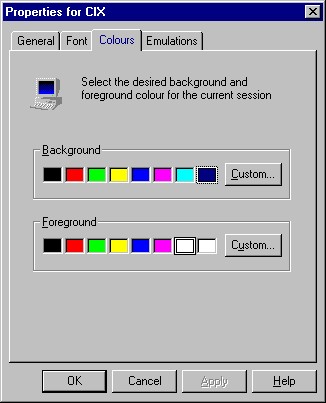 Properties for CIX
General Font Colours Emulations
Select the desired background and
foreground colour for the current session
Background
Custom...
Foreground
Custom...
OK Cancel Apply Help